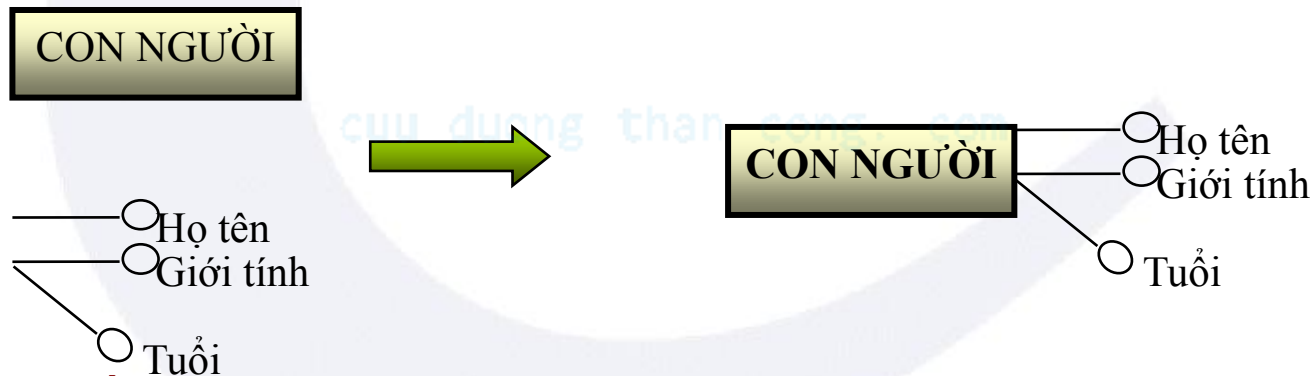 CON NGƯỜI
cuu duong than cong. com
CON NGƯỜI
Họ tên
Giới tính
Tuổi
Họ tên
Giới tính
Tuổi